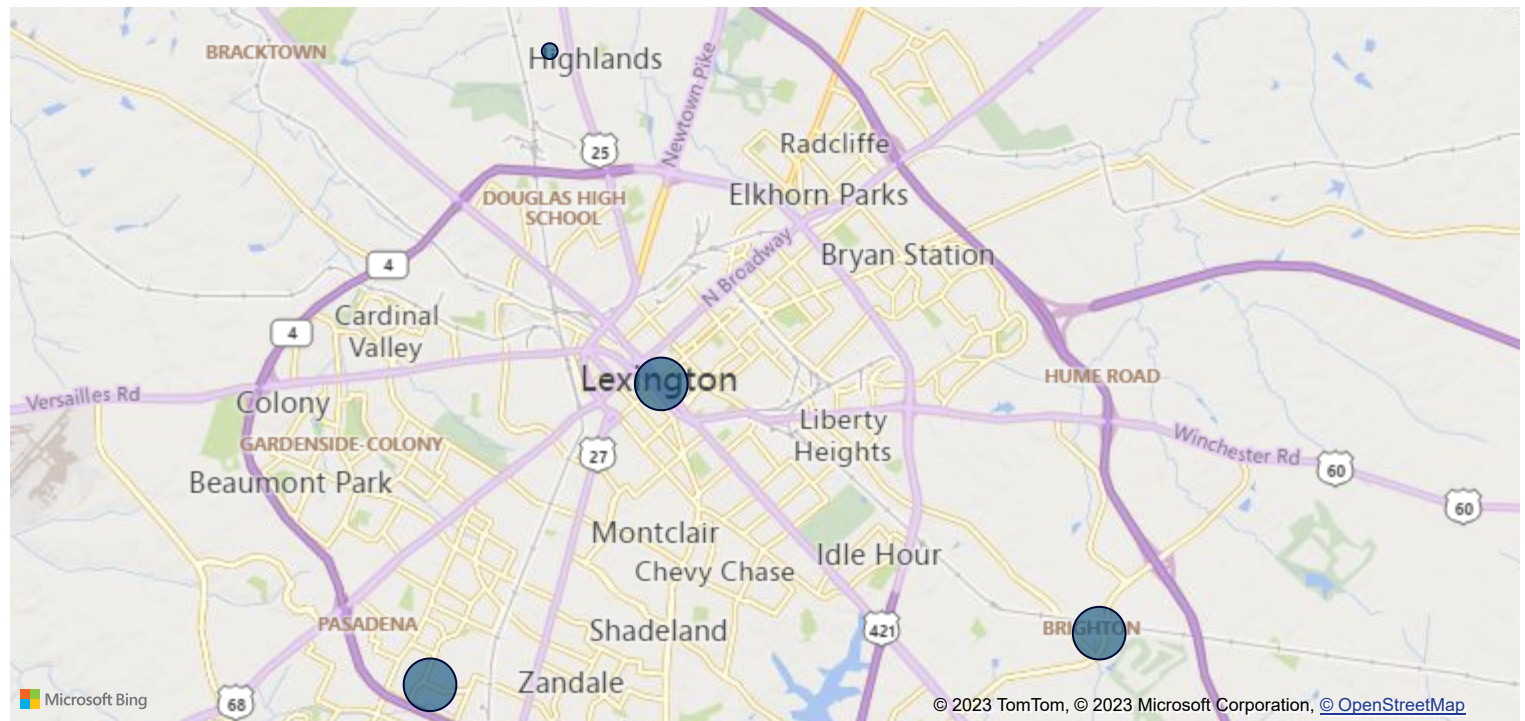 BRACKTOWN
Highlands
Newtown Pike
25
Radcliffe
DOUGLAS HIGH
SCHOOL
Elkhorn Parks
4
N Broadway
Bryan Station
4
Cardinal
Valley
Versailles Rd
Colony
Lexington
HUME ROAD
GARDENSIDE-COLONY
Liberty
Heights
Winchester Rd
27
60
60
Beaumont Park
Montclair
Idle Hour
Chevy Chase
PASADENA
Shadeland
421
BRIGHTON
Zandale
68
Microsoft Bing
© 2023 TomTom, © 2023 Microsoft Corporation, © OpenStreetMap